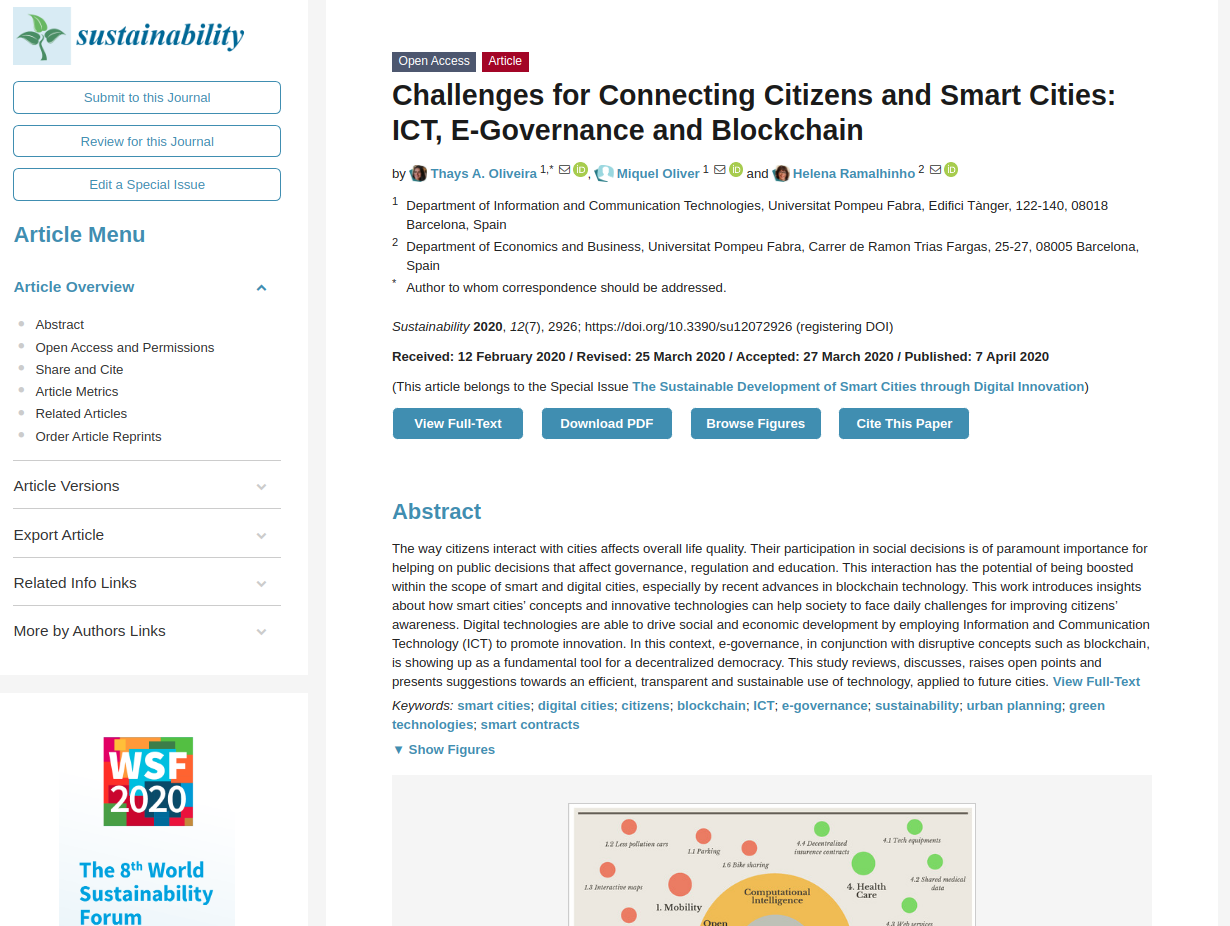 sustainability
Submit to this Journal
Review for this Journal
Edit a Special Issue
Article Menu
Article Overview
Abstract
Open Access and Permissions
Share and Cite
Article Metrics
Related Articles
Order Article Reprints
Article Versions
Export Article
Related Info Links
More by Authors Links
WSF
2020
The 8th World
Sustainability
Forum
Open Access Article
Challenges for Connecting Citizens and Smart Cities:
ICT, E-Governance and Blockchain
by Thays A. Oliveira 1,* iD, Miquel Oliver 1 iD and Helena Ramalhinho 2 iD
1 Department of Information and Communication Technologies, Universitat Pompeu Fabra, Edifici Tànger, 122-140, 08018
Barcelona, Spain
2 Department of Economics and Business, Universitat Pompeu Fabra, Carrer de Ramon Trias Fargas, 25-27, 08005 Barcelona,
Spain
* Author to whom correspondence should be addressed.
Sustainability 2020, 12(7), 2926; https://doi.org/10.3390/su12072926 (registering DOI)
Received: 12 February 2020 / Revised: 25 March 2020 / Accepted: 27 March 2020 / Published: 7 April 2020
(This article belongs to the Special Issue The Sustainable Development of Smart Cities through Digital Innovation)
View Full-Text Download PDF Browse Figures Cite This Paper
Abstract
The way citizens interact with cities affects overall life quality. Their participation in social decisions is of paramount importance for
helping on public decisions that affect governance, regulation and education. This interaction has the potential of being boosted
within the scope of smart and digital cities, especially by recent advances in blockchain technology. This work introduces insights
about how smart cities’ concepts and innovative technologies can help society to face daily challenges for improving citizens’
awareness. Digital technologies are able to drive social and economic development by employing Information and Communication
Technology (ICT) to promote innovation. In this context, e-governance, in conjunction with disruptive concepts such as blockchain,
is showing up as a fundamental tool for a decentralized democracy. This study reviews, discusses, raises open points and
presents suggestions towards an efficient, transparent and sustainable use of technology, applied to future cities. View Full-Text
Keywords: smart cities; digital cities; citizens; blockchain; ICT; e-governance; sustainability; urban planning; green
technologies; smart contracts
▼ Show Figures
1.2 Less pollution cars
1.1 Parking
4.4 Decentralized
insurence contracts
4.1 Tech equipments
1.6 Bike sharing
1.3 Interactive maps
4.2 Shared medical
data
1. Mobility
Computational
Intelligence
4. Health
Care
Open
4.3 Web services